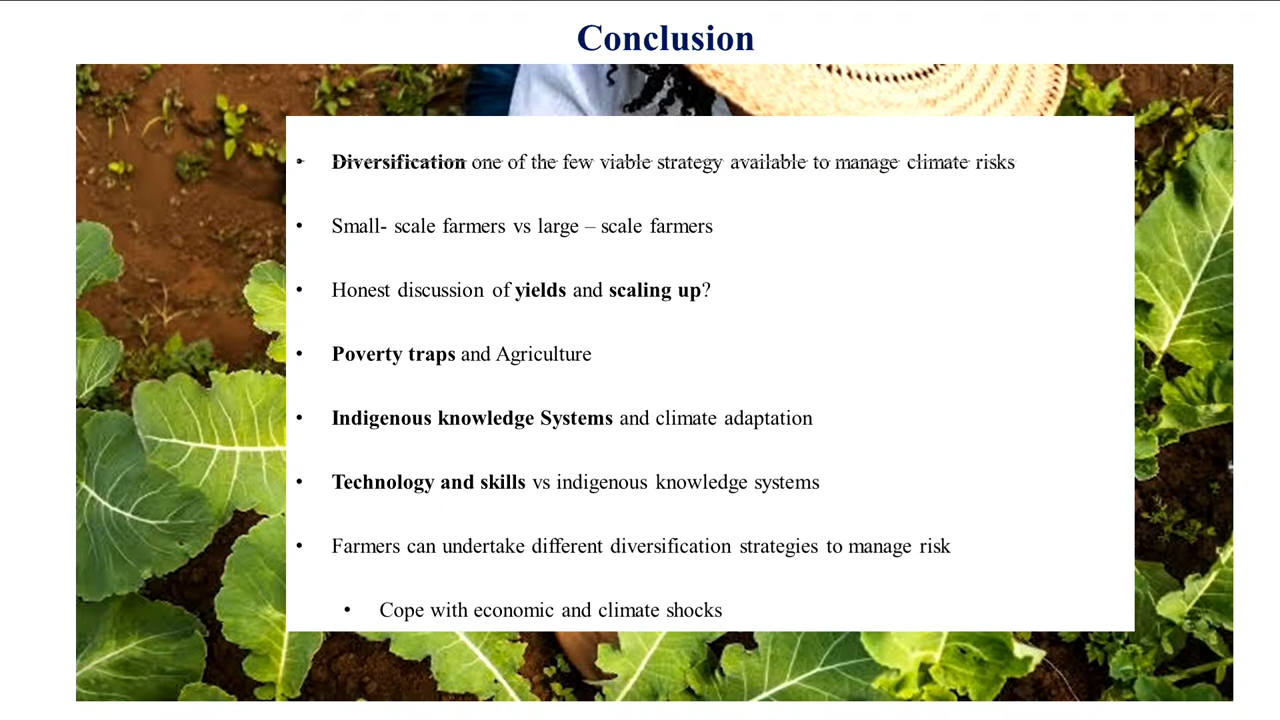 Conclusion
• Diversification one of the few viable strategy available to manage climate risks
• Small- scale farmers vs large – scale farmers
• Honest discussion of yields and scaling up?
• Poverty traps and Agriculture
• Indigenous knowledge Systems and climate adaptation
• Technology and skills vs indigenous knowledge systems
• Farmers can undertake different diversification strategies to manage risk
• Cope with economic and climate shocks